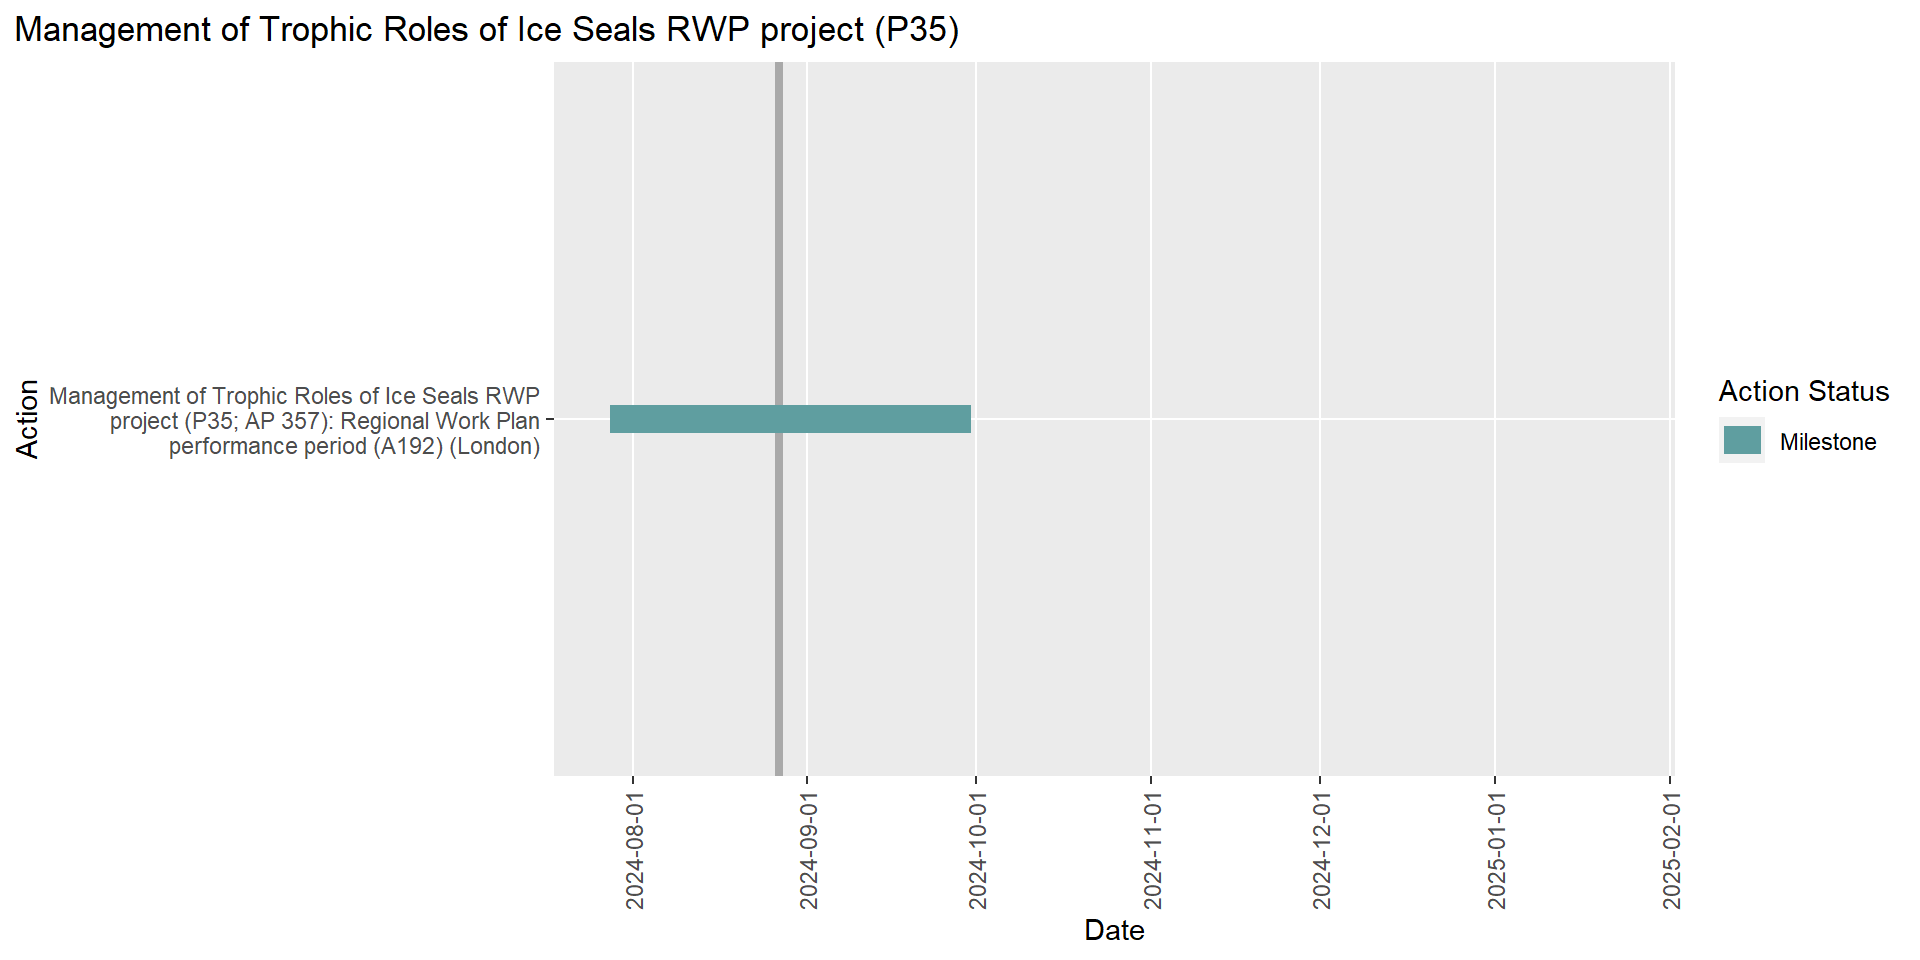 Management of Trophic Roles of Ice Seals RWP project (P35)
Action
Management of Trophic Roles of Ice Seals RWP
project (P35; AP 357): Regional Work Plan
performance period (A192) (London)
Action Status
Milestone
2024-08-01
2024-09-01
2024-10-01
2024-11-01
2024-12-01
2025-01-01
2025-02-01
Date